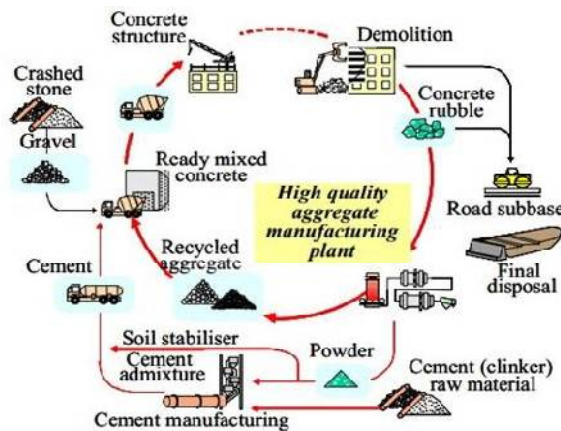 Concrete
structure
Demolition
Crashed
stone
Gravel
Concrete
rubble
Ready mixed
concrete
High quality
aggregate
manufacturing
plant
Road subbase
Recycled
aggregate
Cement
Final
disposal
Soil stabiliser
Cement
admixture
Powder
Cement (clinker)
raw material
Cement manufacturing